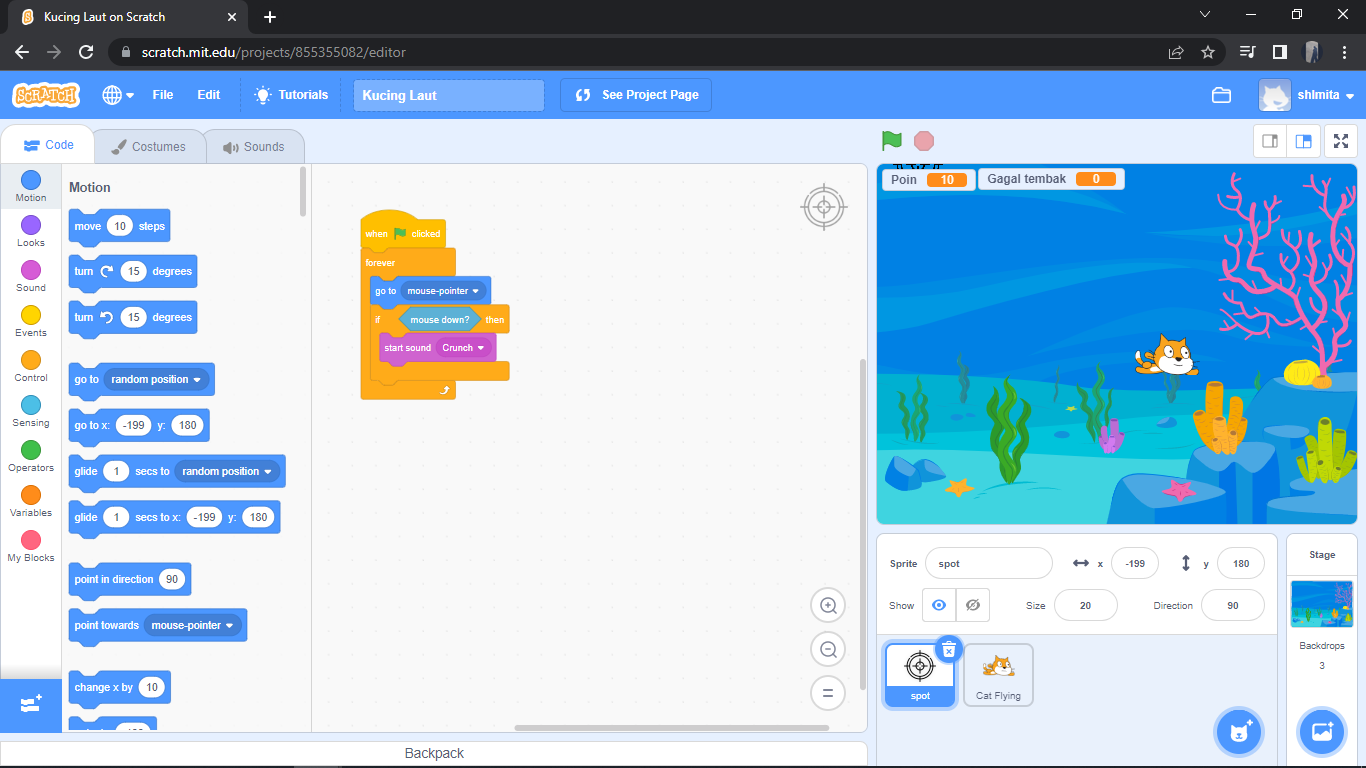 Kucing Laut on Scratch
scratch.mit.edu/projects/855355082/editor
SCRATCH
File
Edit
Tutorials
Kucing Laut
See Project Page
shlmita
Code
Costumes
Sounds
Motion
Looks
Sound
Events
Control
Sensing
Operators
Variables
My Blocks
Motion
move 10 steps
turn 15 degrees
turn 15 degrees
go to random position
go to x: -199 y: 180
glide 1 secs to random position
glide 1 secs to x: -199 y: 180
point in direction 90
point towards mouse-pointer
change x by 10
when clicked
forever
go to mouse-pointer
if mouse down? then
start sound Crunch
Poin 10
Gagal tembak 0
Sprite spot x -199 y 180
Show Size 20 Direction 90
spot
Cat Flying
Stage
Backdrops
3
Backpack